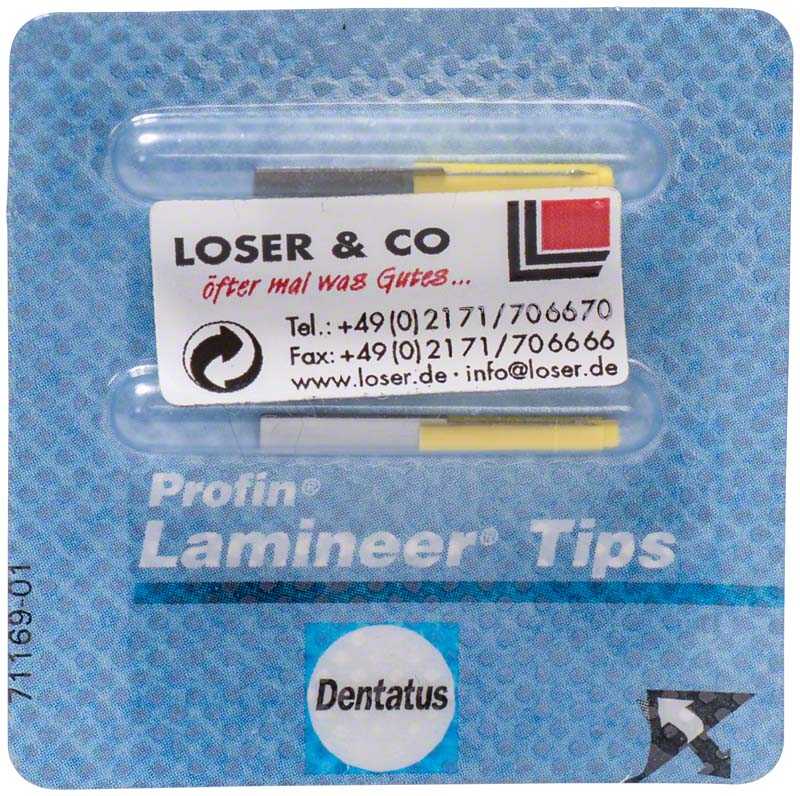 LOSER & CO
öfter mal was Gutes...
Tel.: +49(0)2171/706670
Fax: +49(0)2171/706666
www.loser.de · info@loser.de
Profin®
Lamineer® Tips
71169-01
Dentatus